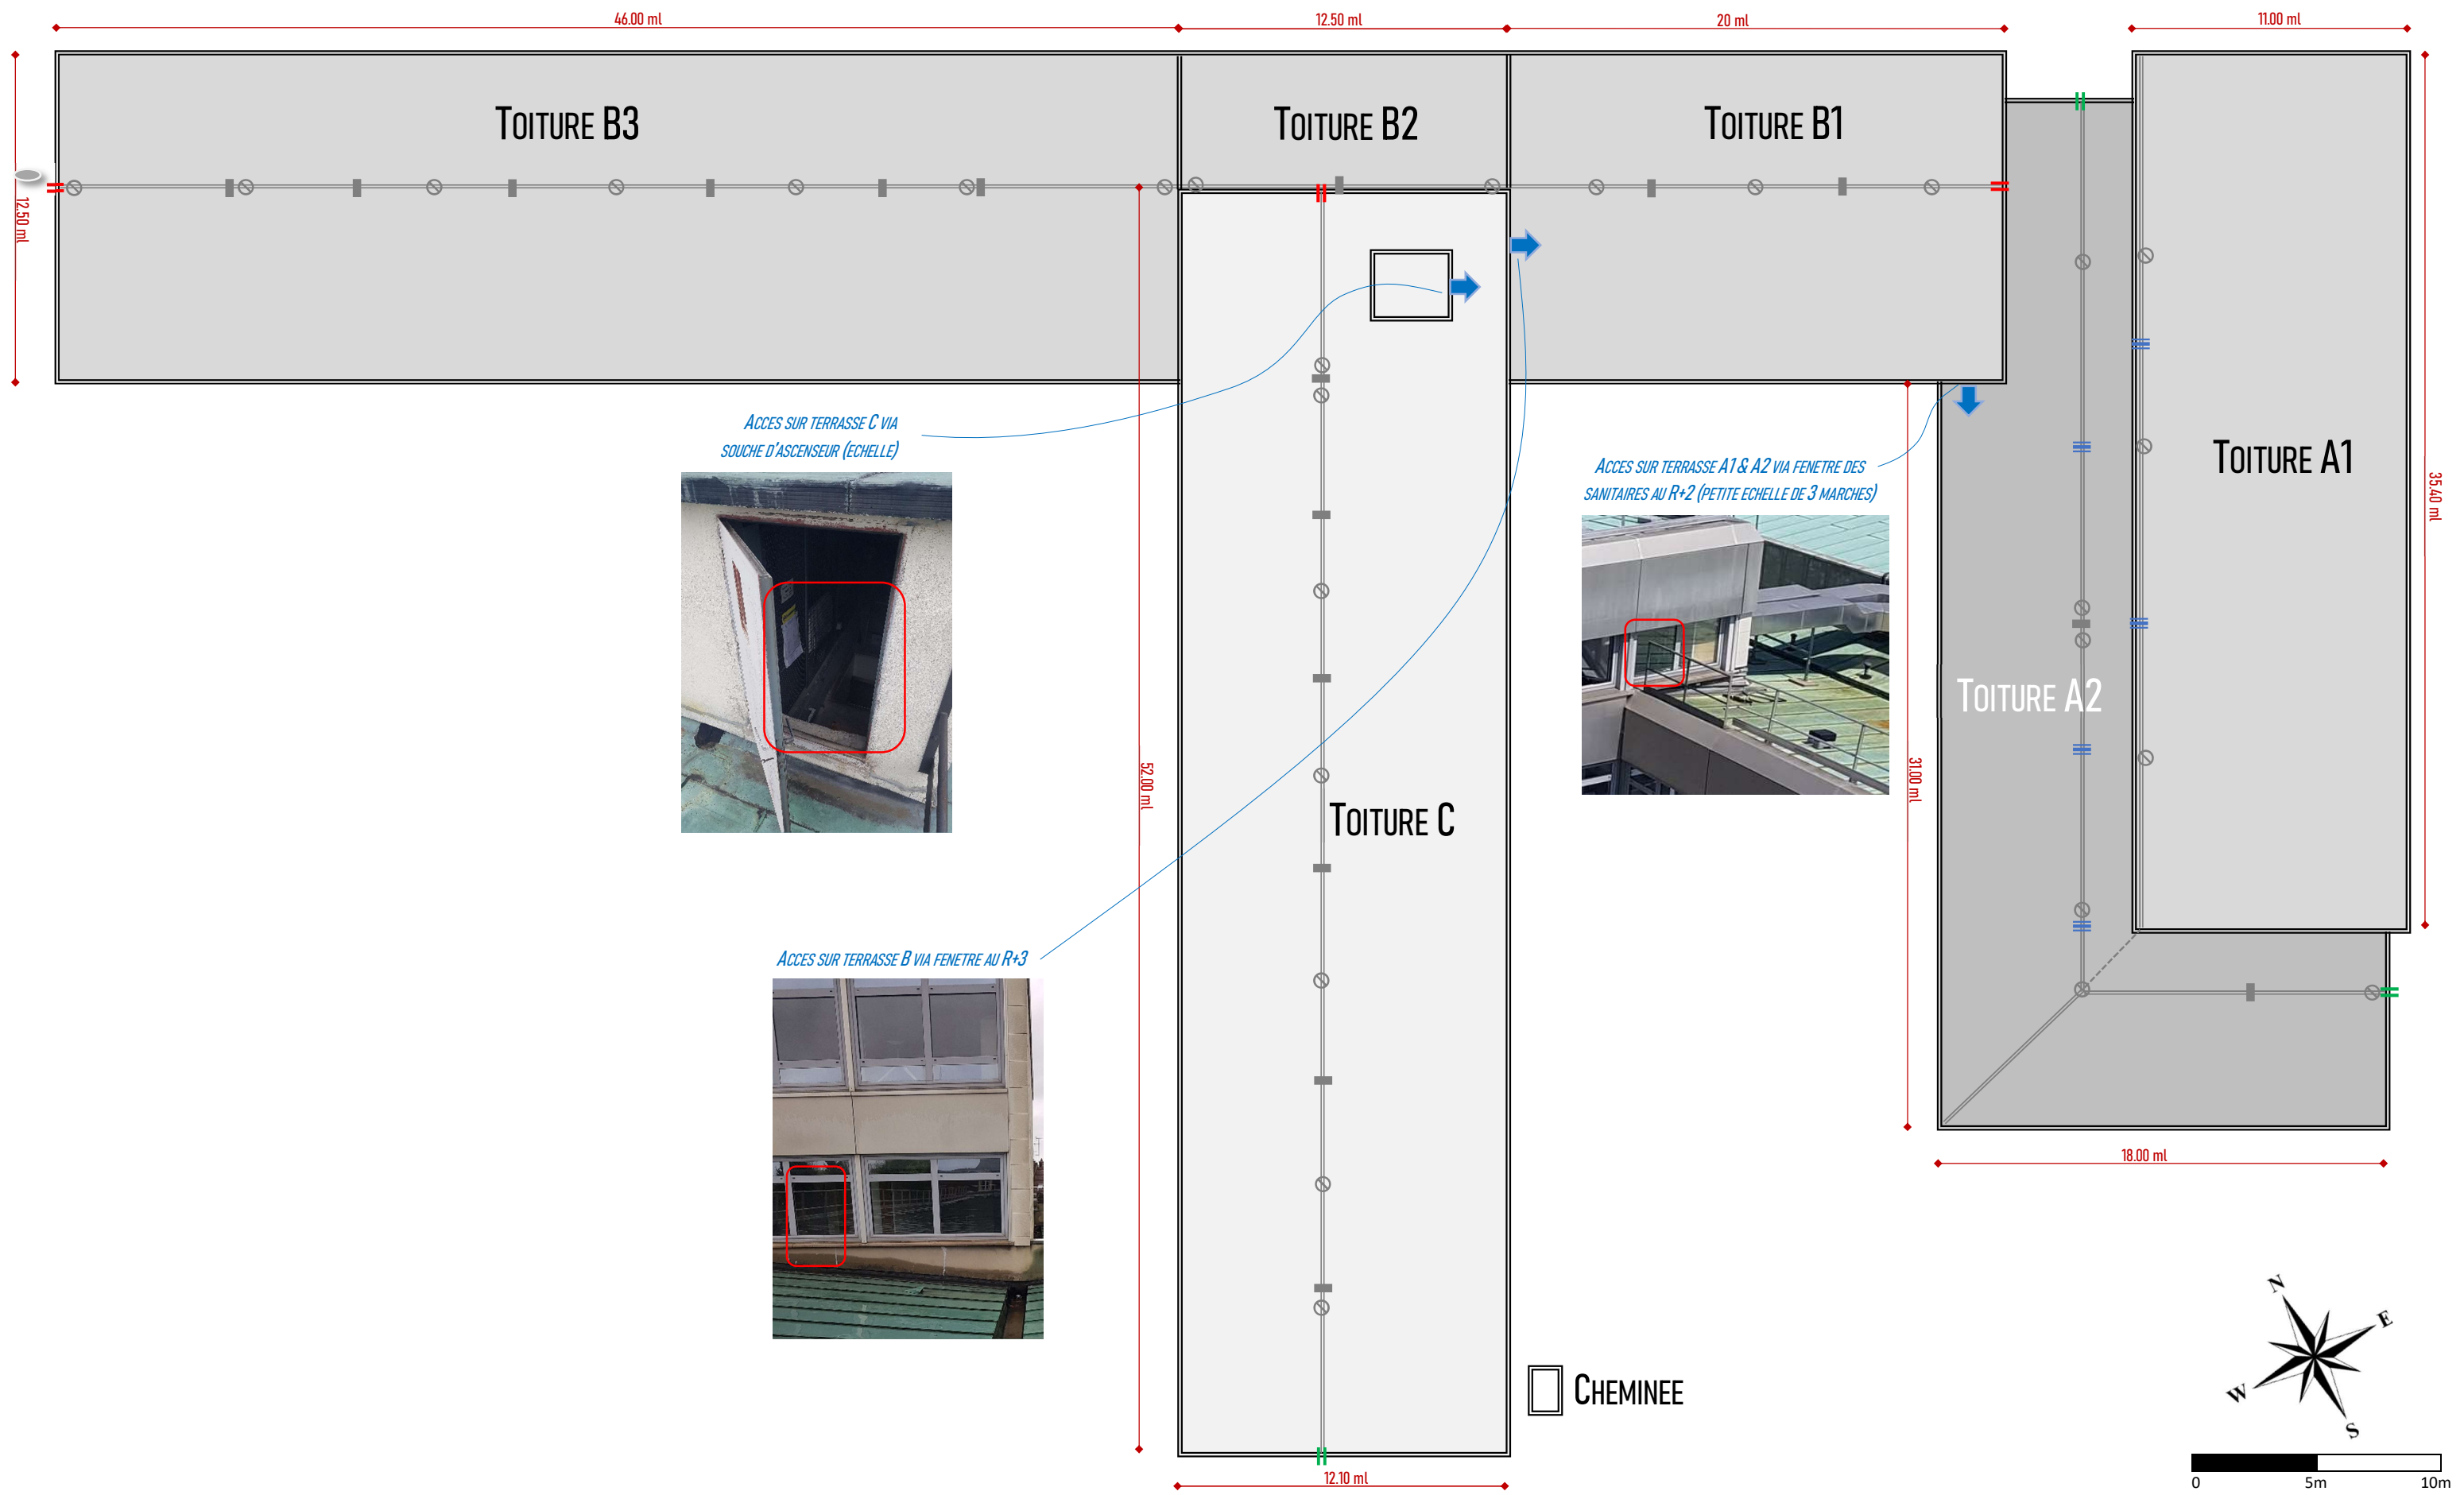 46.00 ml
12.50 ml
20 ml
11.00 ml
TOITURE B3
TOITURE B2
TOITURE B1
12.50 ml
ACCES SUR TERRASSE C VIA
SOUCHE D'ASCENSEUR (ECHELLE)
ACCES SUR TERRASSE A1 & A2 VIA FENETRE DES
SANITAIRES AU R+2 (PETITE ECHELLE DE 3 MARCHES)
TOITURE A1
35.40 ml
TOITURE A2
52.00 ml
31.00 ml
TOITURE C
ACCES SUR TERRASSE B VIA FENETRE AU R+3
18.00 ml
CHEMINEE
12.10 ml
N
E
W
S
0 5m 10m